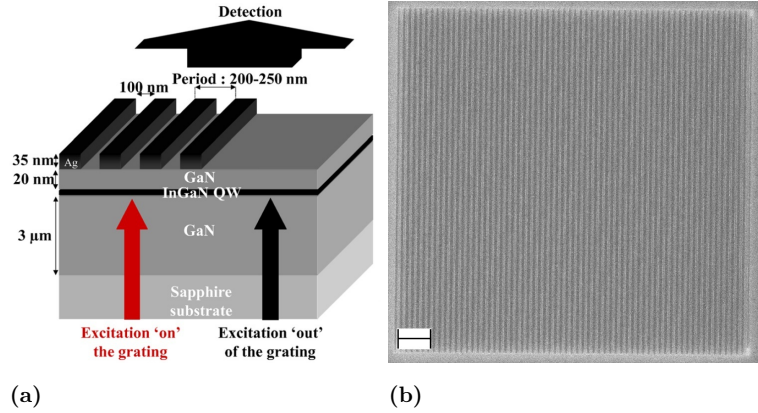 Detection
Period : 200-250 nm
100 nm
35 nm
Ag
20 nm
GaN
InGaN QW
3 µm
GaN
Sapphire
substrate
Excitation ‘on’
the grating
Excitation ‘out’
of the grating
(a)
(b)